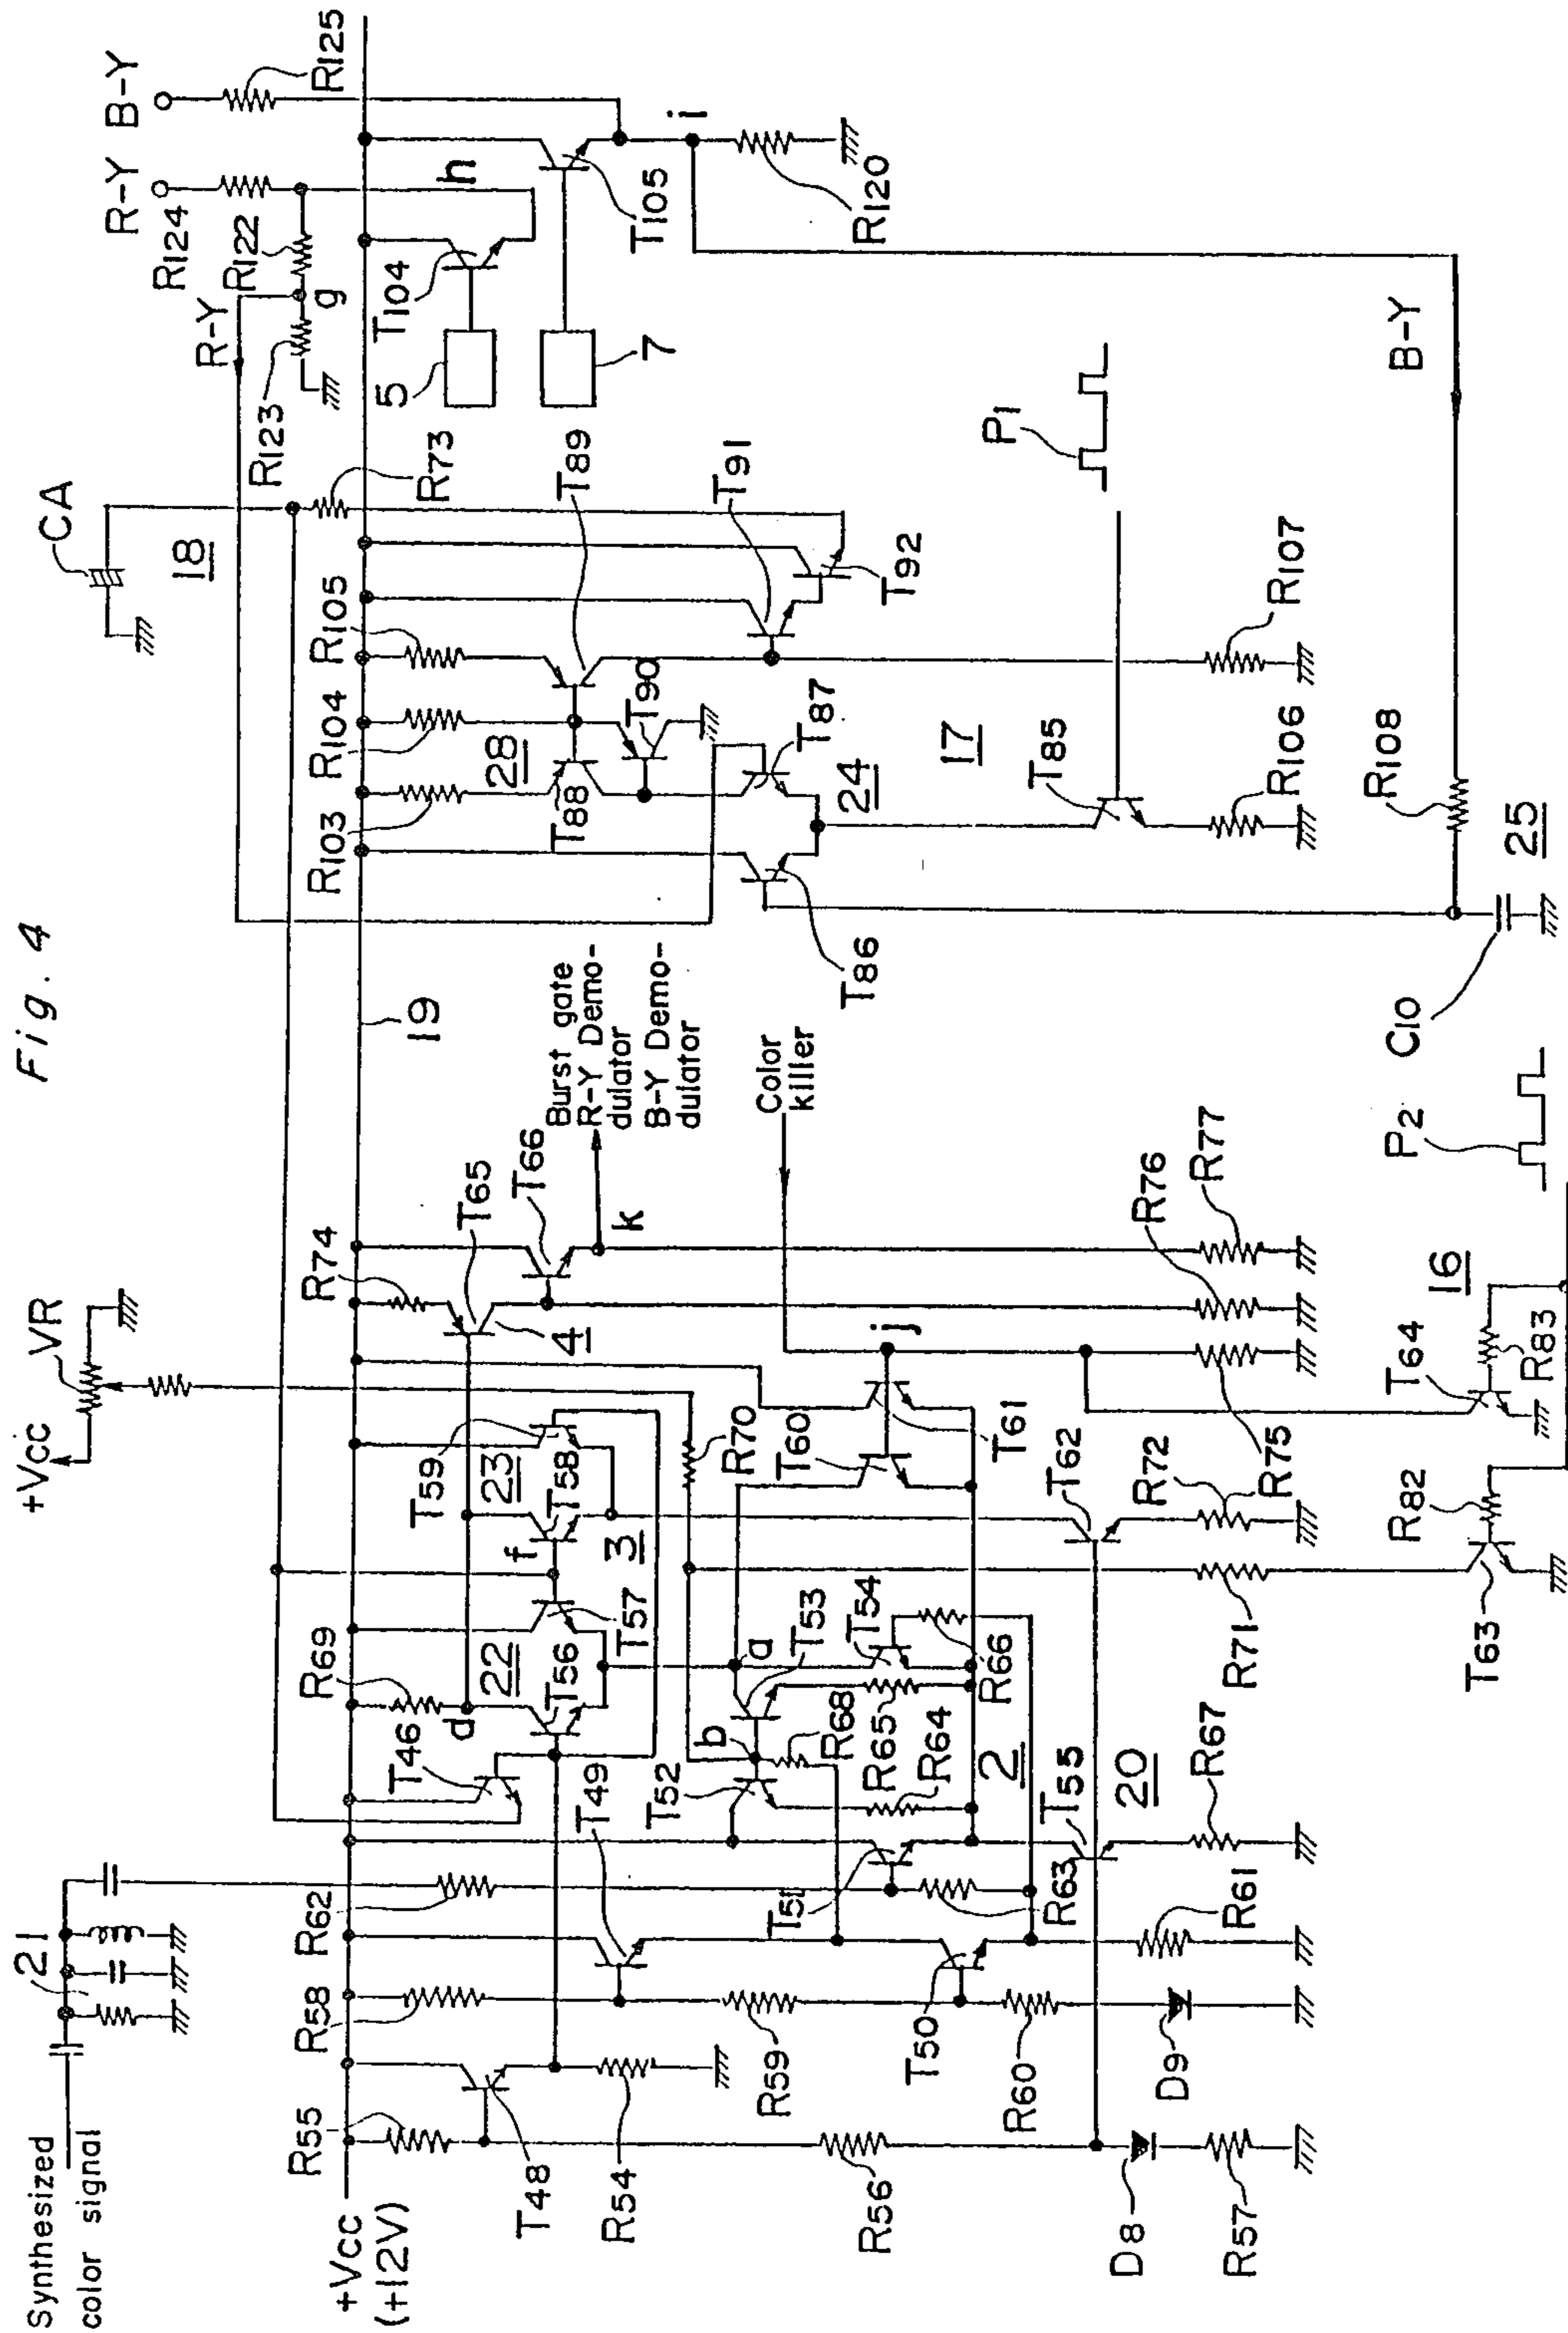 Fig. 4
Synthesized
color signal
21
+Vcc
(+12V)
+Vcc
VR
CA
18
R-Y
B-Y
R124
R122
R125
R-Y
R123
g
h
i
T104
T105
5
7
R120
19
R55
R58
R62
R69
R74
R103
R104
R105
R73
T48
R54
T46
T49
d
22
T56
T57
f
T58
23
T59
3
4
T65
T66
k
Burst gate
R-Y Demo-
dulator
B-Y Demo-
dulator
Color
killer
28
T88
T89
T90
T91
T92
T86
T87
24
17
T85
P1
R59
R56
T50
R60
T51
R63
T52
b
a
T53
T54
R68
R65
R64
R66
2
R70
T60
T61
j
T55
20
R67
R61
T62
R72
R75
R76
R77
R106
R107
R108
B-Y
25
C10
D8
R57
D9
R71
T63
R82
T64
R83
16
P2